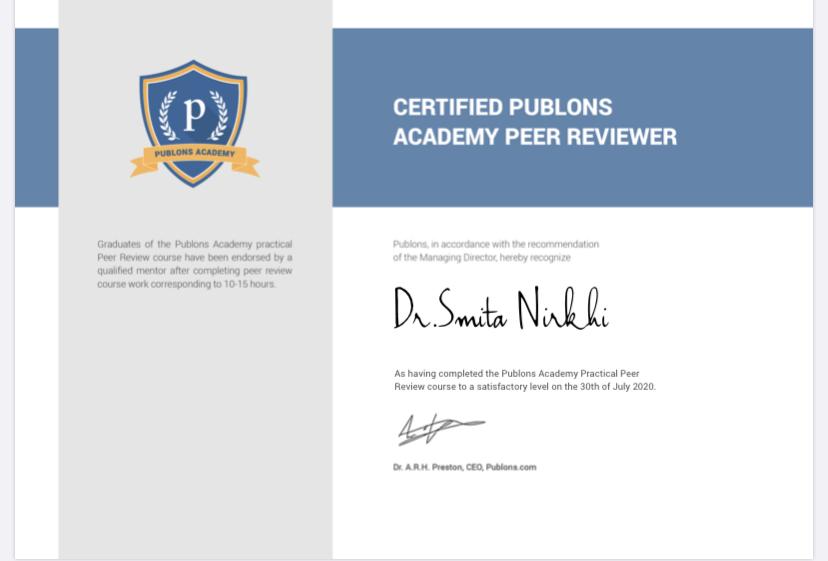 p
PUBLONS ACADEMY
Graduates of the Publons Academy practical
Peer Review course have been endorsed by a
qualified mentor after completing peer review
course work corresponding to 10-15 hours.
CERTIFIED PUBLONS
ACADEMY PEER REVIEWER
Publons, in accordance with the recommendation
of the Managing Director, hereby recognize
Dr.Smita Nirkhi
As having completed the Publons Academy Practical Peer
Review course to a satisfactory level on the 30th of July 2020.
Dr. A.R.H. Preston, CEO, Publons.com